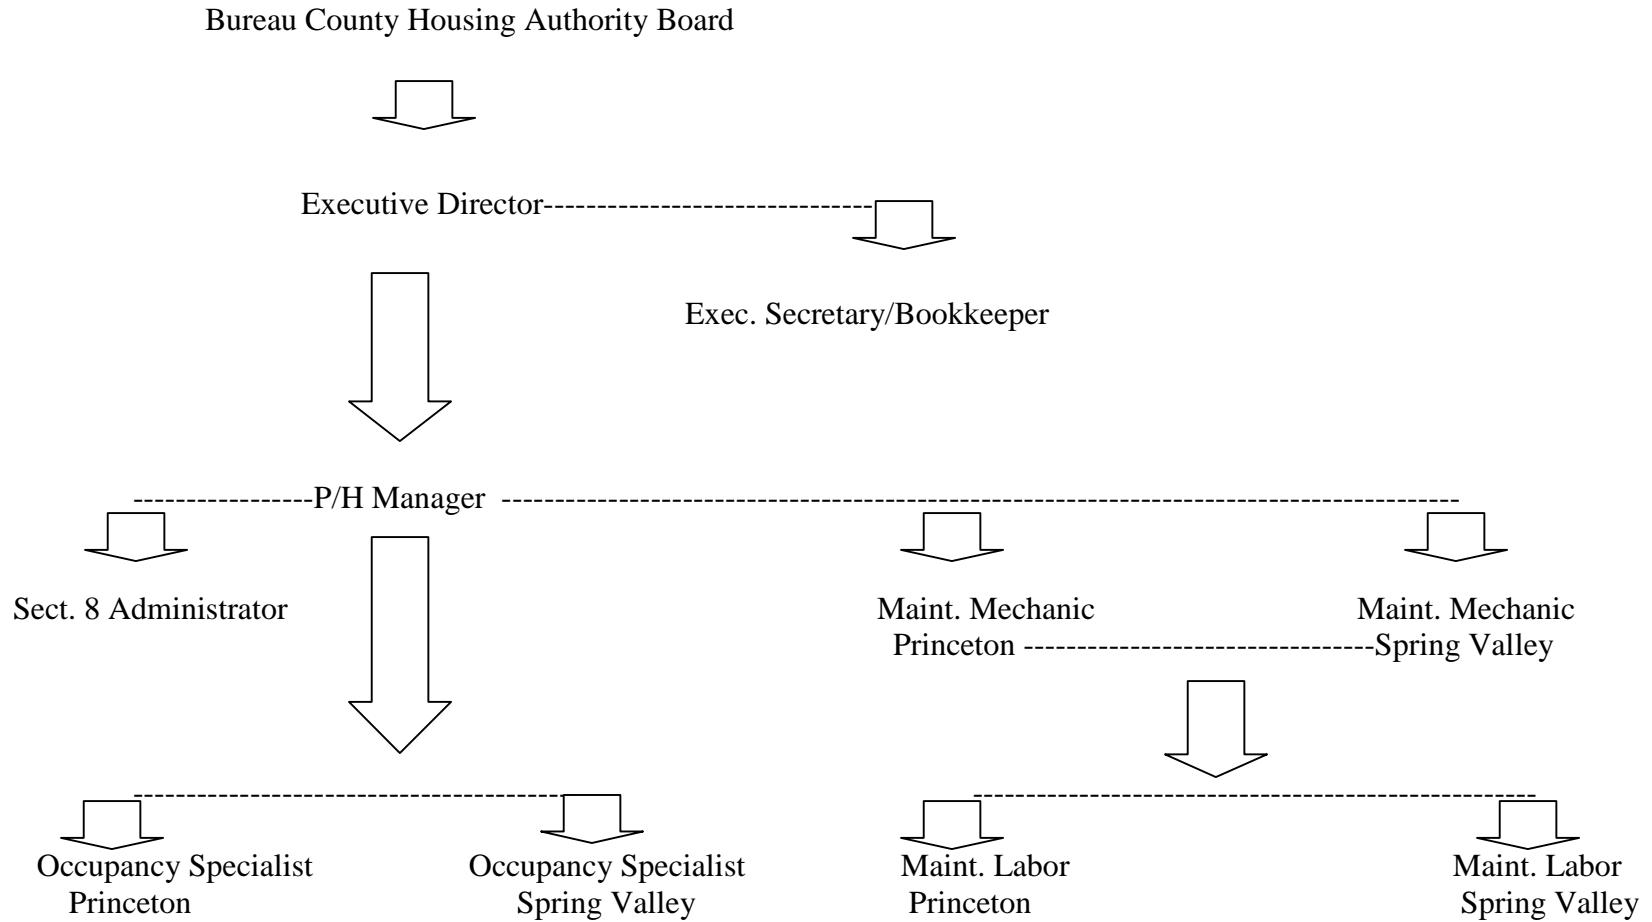 Bureau County Housing Authority Board
Executive Director-------------------------------
Exec. Secretary/Bookkeeper
-----------------P/H Manager -------------------------------------------------------------------------------------------
Sect. 8 Administrator
Maint. Mechanic
Princeton ---------------------------------Spring Valley
Maint. Mechanic
-----------------------------------------
-----------------------------------------------------
Occupancy Specialist
Princeton
Occupancy Specialist
Spring Valley
Maint. Labor
Princeton
Maint. Labor
Spring Valley